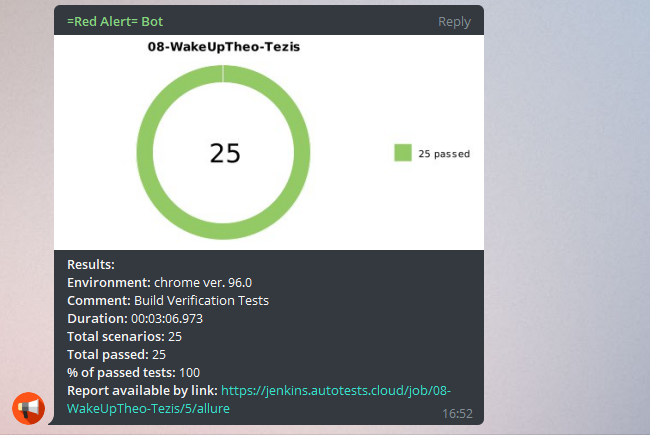 =Red Alert= Bot
Reply
08-WakeUpTheo-Tezis
25
25 passed
Results:
Environment: chrome ver. 96.0
Comment: Build Verification Tests
Duration: 00:03:06.973
Total scenarios: 25
Total passed: 25
% of passed tests: 100
Report available by link: https://jenkins.autotests.cloud/job/08-
WakeUpTheo-Tezis/5/allure
16:52